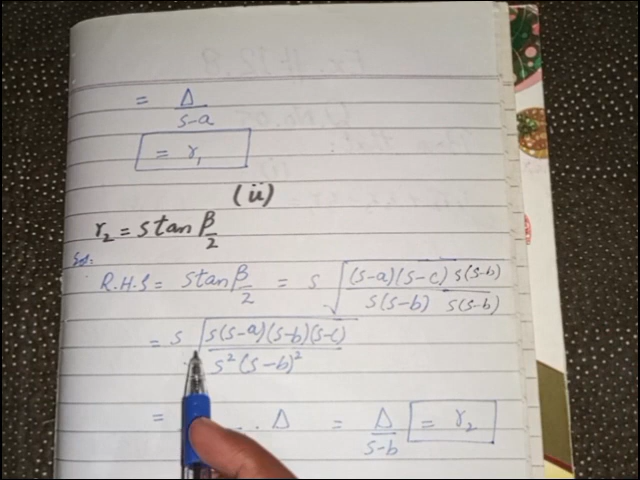 = Δ/(s-a)
= r₁
(ii)
r₂ = s tan β/2
Sol:
R.H.S = s tan β/2 = s √((s-a)(s-c) s(s-b) / s(s-b) s(s-b))
= s √(s(s-a)(s-b)(s-c) / s²(s-b)²)
= . . Δ = Δ/(s-b) = r₂